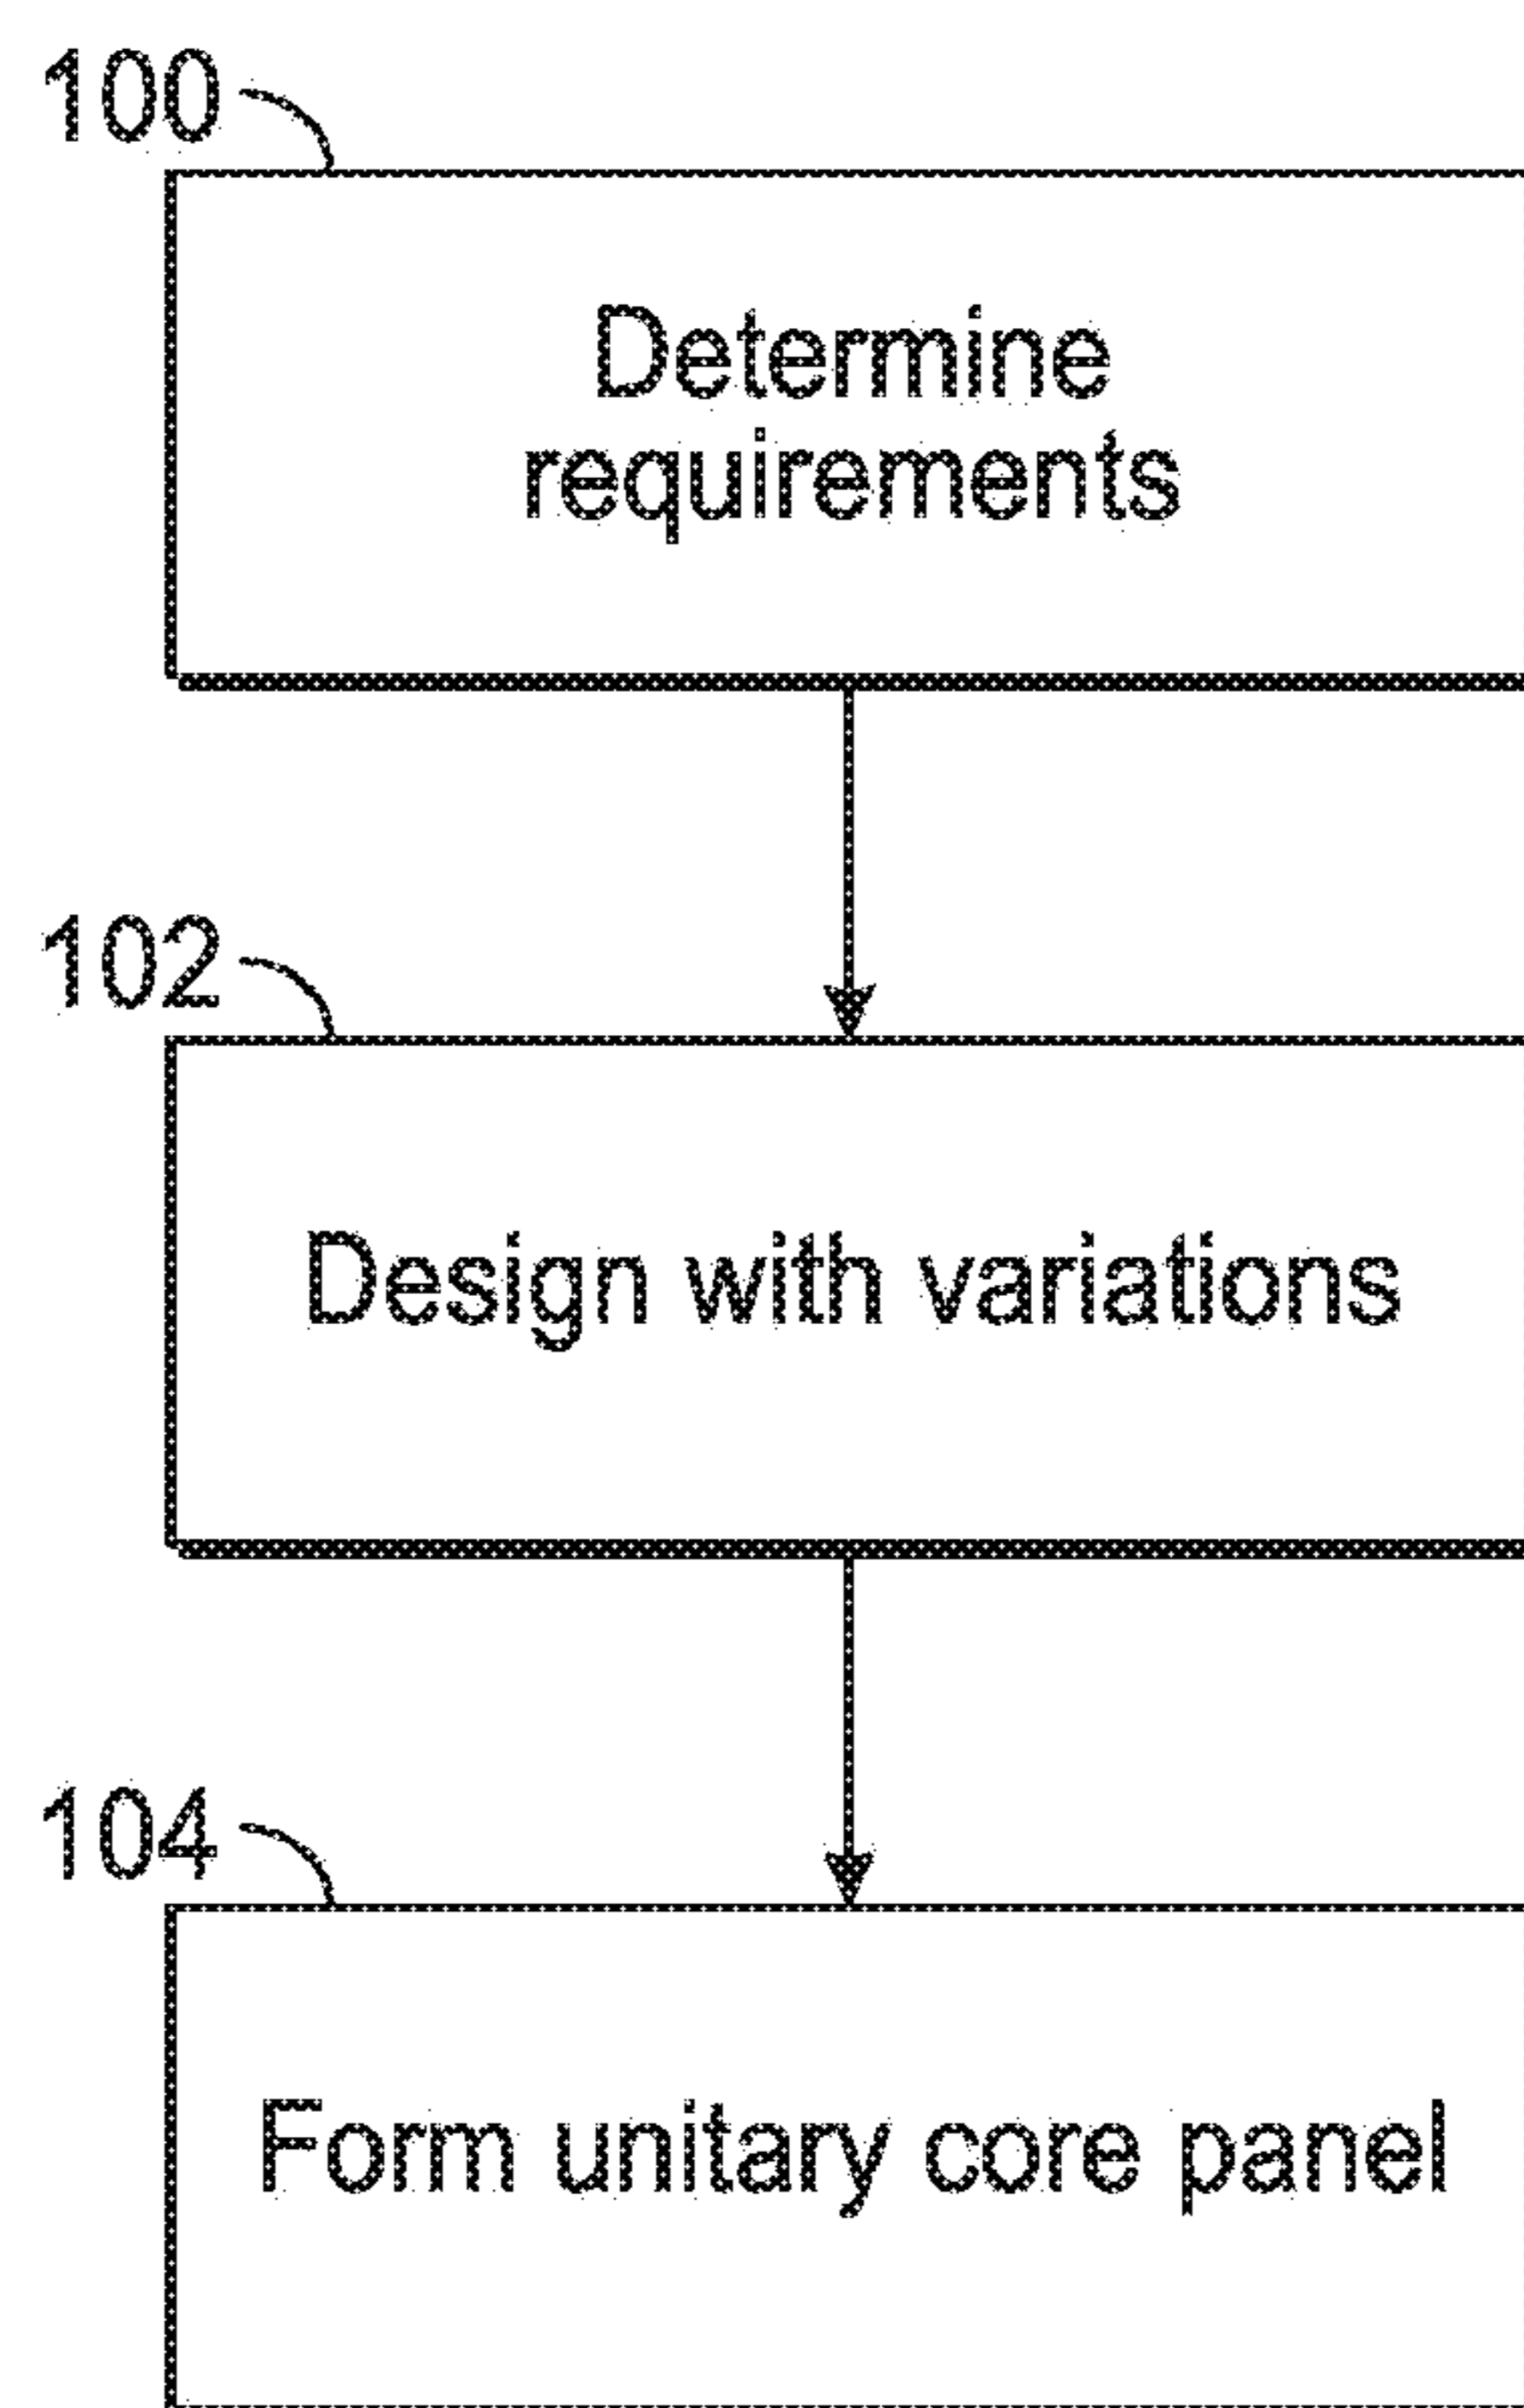 100
Determine
requirements
102
Design with variations
104
Form unitary core panel